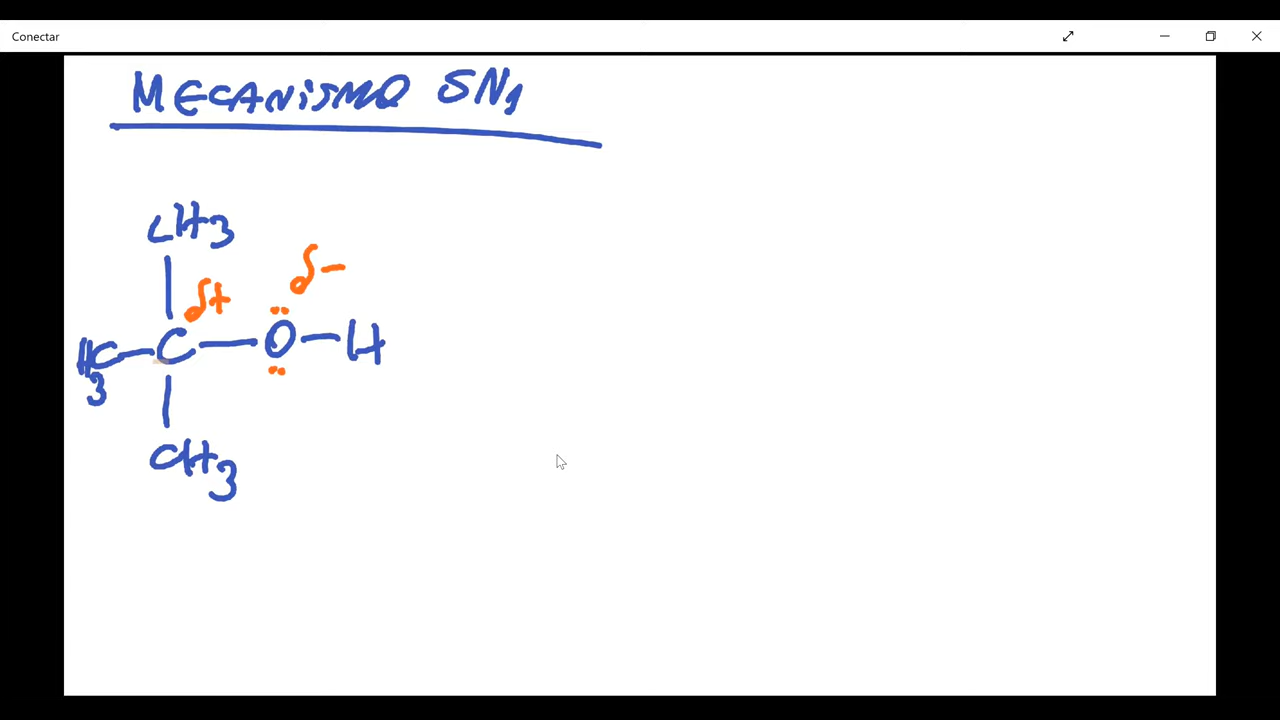 Conectar
MECANiSMO SN1
CH3
δ+ δ-
H3C—C—O—H
CH3